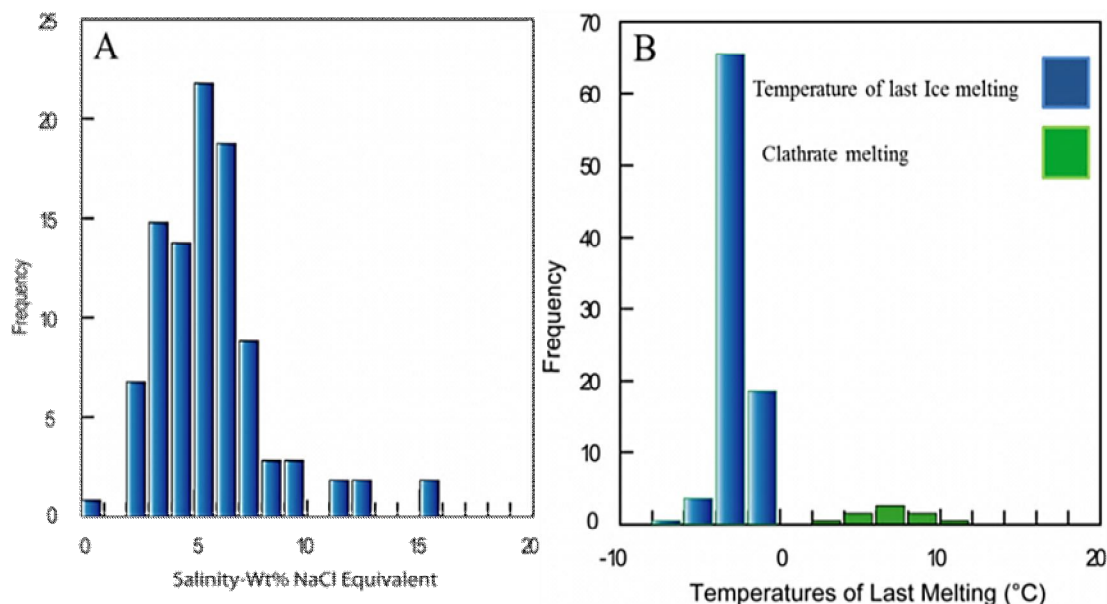 A
25
20
15
10
5
0
Frequency
0 5 10 15 20
Salinity-Wt% NaCl Equivalent
B
70
60
50
40
30
20
10
0
Frequency
Temperature of last Ice melting
Clathrate melting
-10 0 10 20
Temperatures of Last Melting (°C)